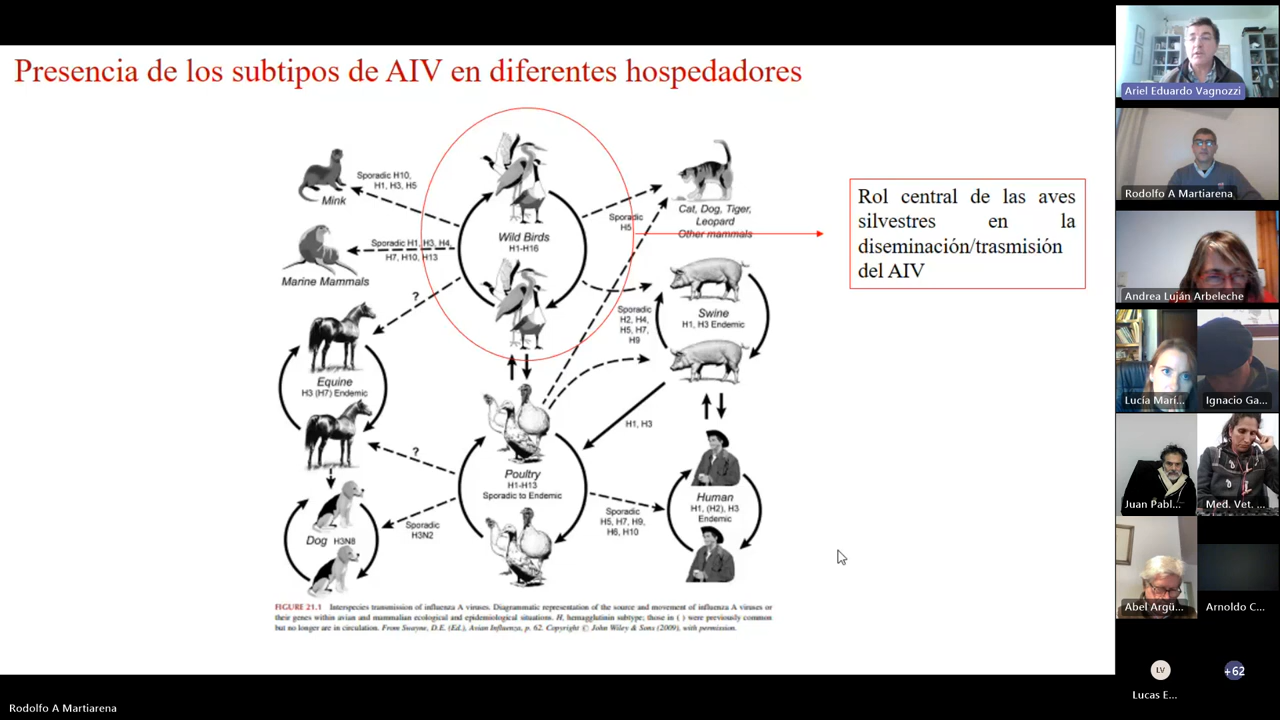 Presencia de los subtipos de AIV en diferentes hospedadores
Sporadic H10,
H1, H3, H5
Mink
Sporadic H1, H3, H4,
H7, H10, H13
Marine Mammals
Wild Birds
H1-H16
Sporadic
H5
Cat, Dog, Tiger,
Leopard
Other mammals
Rol central de las aves
silvestres en la
diseminación/trasmisión
del AIV
?
Sporadic
H2, H4,
H5, H7,
H9
Swine
H1, H3 Endemic
Equine
H3 (H7) Endemic
H1, H3
?
Poultry
H1-H13
Sporadic to Endemic
Sporadic
H5, H7, H9,
H6, H10
Human
H1, (H2), H3
Endemic
Sporadic
H3N2
Dog H3N8
FIGURE 21.1 Interspecies transmission of influenza A viruses. Diagrammatic representation of the source and movement of influenza A viruses or
their genes within avian and mammalian ecological and epidemiological situations. H, hemagglutinin subtype; those in ( ) were previously common
but no longer are in circulation. From Swayne, D.E. (Ed.), Avian Influenza, p. 62. Copyright © John Wiley & Sons (2009), with permission.
Ariel Eduardo Vagnozzi
Rodolfo A Martiarena
Andrea Luján Arbeleche
Lucía Marí...
Ignacio Ga...
Juan Pabl...
Med. Vet. ...
Abel Argü...
Arnoldo C...
LV
+62
Lucas E...
Rodolfo A Martiarena